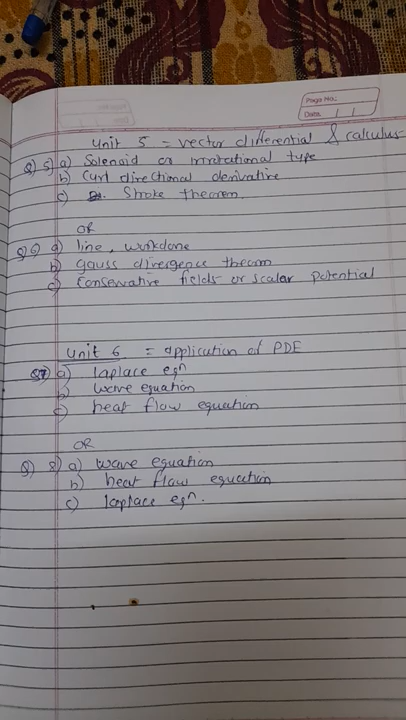 Page No.:
Date: / /
Unit 5 = vector differential & calculus
Q) 5) a) Solenoid or irrotational type
b) Curl directional derivative
c) Stroke theorem
OR
Q 6) a) line, workdone
b) gauss divergence theom
c) Conservative fields or scalar potential
Unit 6 = application of PDE
Q7) a) laplace eqn
b) wave equation
c) heat flow equation
OR
Q) 8) a) wave equation
b) heat flow equation
c) laplace eqn.